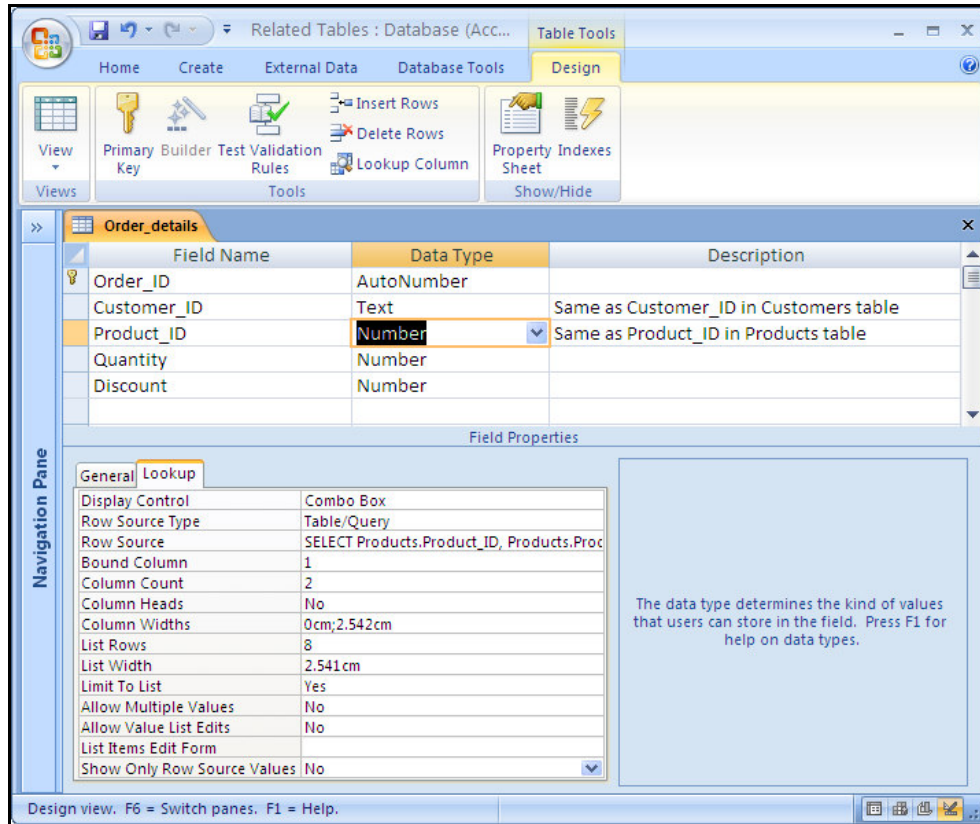 Related Tables : Database (Acc... Table Tools
Home Create External Data Database Tools Design
View
Views
Primary Key
Builder
Test Validation Rules
Insert Rows
Delete Rows
Lookup Column
Tools
Property Sheet
Indexes
Show/Hide
Order_details
Field Name Data Type Description
Order_ID AutoNumber
Customer_ID Text Same as Customer_ID in Customers table
Product_ID Number Same as Product_ID in Products table
Quantity Number
Discount Number
Field Properties
Navigation Pane
General Lookup
Display Control Combo Box
Row Source Type Table/Query
Row Source SELECT Products.Product_ID, Products.Proc
Bound Column 1
Column Count 2
Column Heads No
Column Widths 0cm;2.542cm
List Rows 8
List Width 2.541cm
Limit To List Yes
Allow Multiple Values No
Allow Value List Edits No
List Items Edit Form
Show Only Row Source Values No
The data type determines the kind of values
that users can store in the field. Press F1 for
help on data types.
Design view. F6 = Switch panes. F1 = Help.